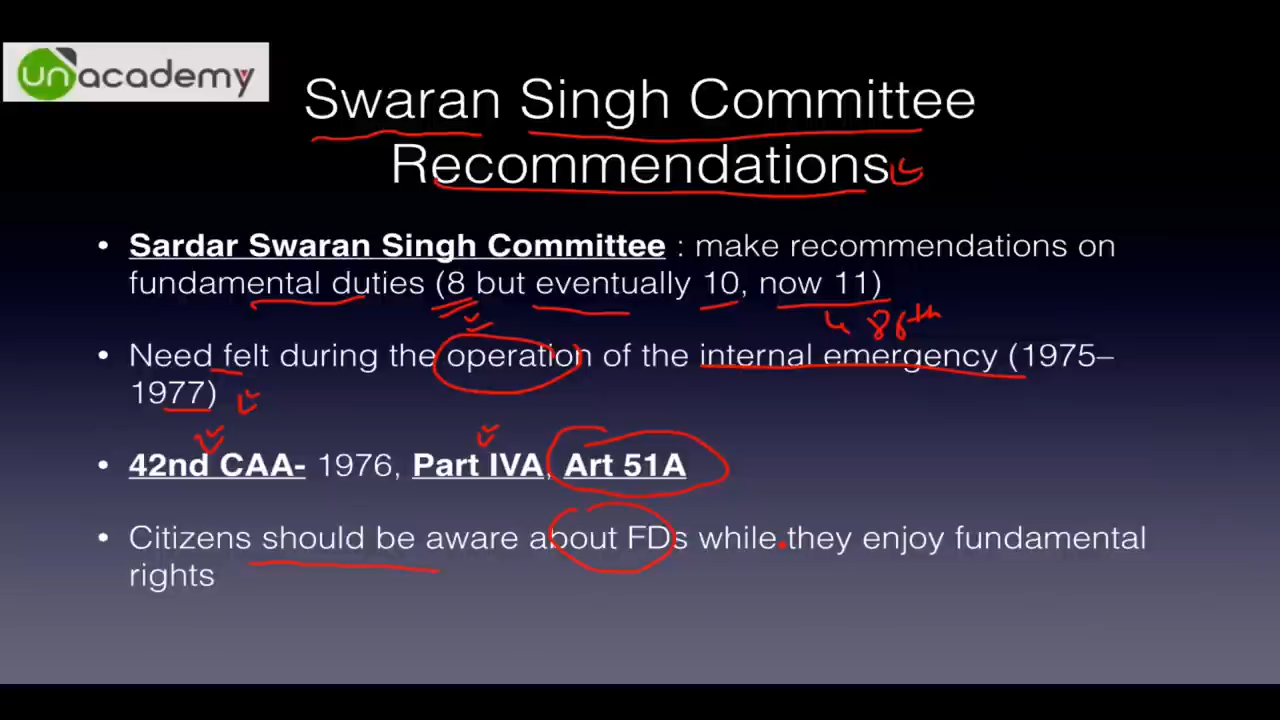 unacademy
Swaran Singh Committee
Recommendations
• Sardar Swaran Singh Committee : make recommendations on
fundamental duties (8 but eventually 10, now 11)
86th
• Need felt during the operation of the internal emergency (1975–
1977)
• 42nd CAA- 1976, Part IVA, Art 51A
• Citizens should be aware about FDs while they enjoy fundamental
rights